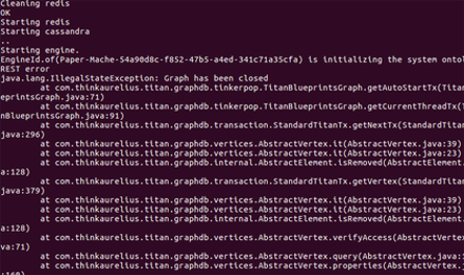 Cleaning redis
OK
Starting redis
Starting cassandra
..
Starting engine.
EngineId.of(Paper-Mache-54a90d8c-f852-47b5-a4ed-341c71a35cfa) is initializing the system ontol
REST error
java.lang.IllegalStateException: Graph has been closed
at com.thinkaurelius.titan.graphdb.tinkerpop.TitanBlueprintsGraph.getAutoStartTx(Tita
eprintsGraph.java:71)
at com.thinkaurelius.titan.graphdb.tinkerpop.TitanBlueprintsGraph.getCurrentThreadTx(T
nBlueprintsGraph.java:91)
at com.thinkaurelius.titan.graphdb.transaction.StandardTitanTx.getNextTx(StandardTitan
java:296)
at com.thinkaurelius.titan.graphdb.vertices.AbstractVertex.it(AbstractVertex.java:39)
at com.thinkaurelius.titan.graphdb.vertices.AbstractVertex.it(AbstractVertex.java:23)
at com.thinkaurelius.titan.graphdb.internal.AbstractElement.isRemoved(AbstractElement
a:128)
at com.thinkaurelius.titan.graphdb.transaction.StandardTitanTx.getVertex(StandardTitan
java:379)
at com.thinkaurelius.titan.graphdb.vertices.AbstractVertex.it(AbstractVertex.java:39)
at com.thinkaurelius.titan.graphdb.vertices.AbstractVertex.it(AbstractVertex.java:23)
at com.thinkaurelius.titan.graphdb.internal.AbstractElement.isRemoved(AbstractElement
a:128)
at com.thinkaurelius.titan.graphdb.vertices.AbstractVertex.verifyAccess(AbstractVertex
va:71)
at com.thinkaurelius.titan.graphdb.vertices.AbstractVertex.query(AbstractVertex.java:
at com.thinkaurelius.titan.graphdb.vertices.AbstractVertex.properties(AbstractVertex.